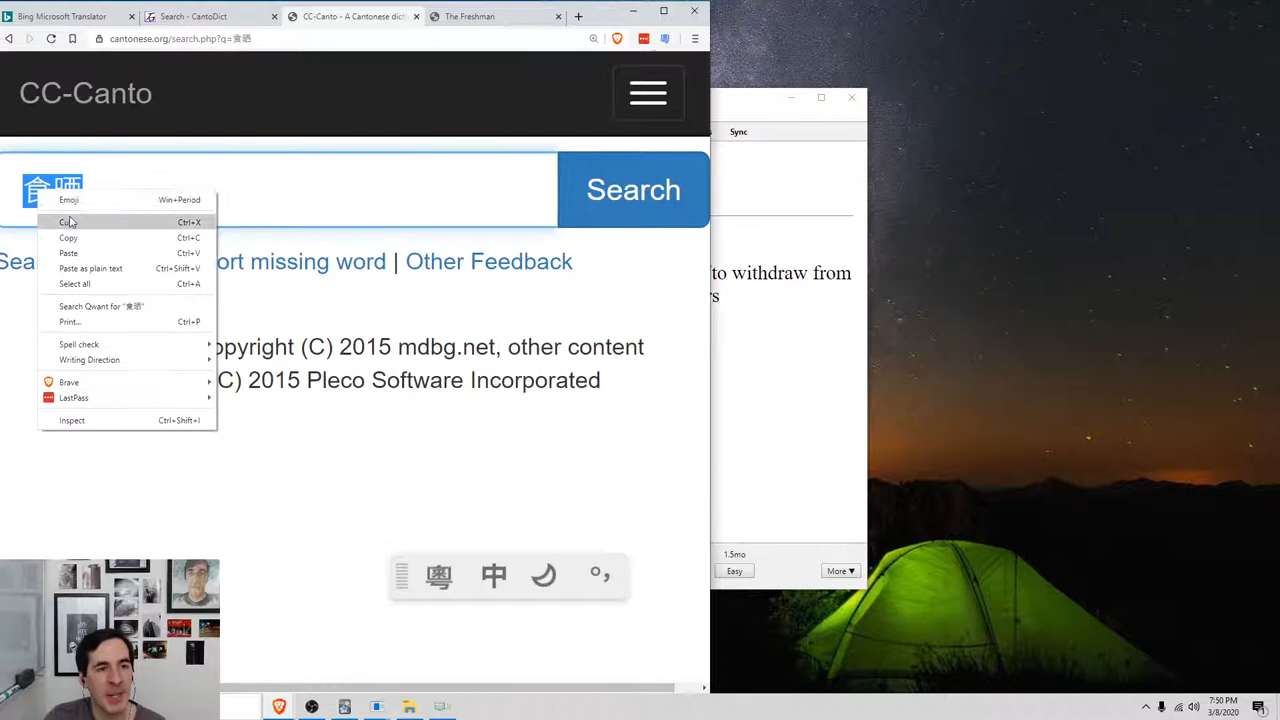 Bing Microsoft Translator
Search - CantoDict
CC-Canto - A Cantonese dict
The Freshman
cantonese.org/search.php?q=食晒
CC-Canto
食晒
Search
Emoji Win+Period
Ctrl+X
Copy Ctrl+C
Paste Ctrl+V
Paste as plain text Ctrl+Shift+V
Select all Ctrl+A
Search Qwant for "食晒"
Print... Ctrl+P
Spell check
Writing Direction
Brave
LastPass
Inspect Ctrl+Shift+I
ort missing word | Other Feedback
opyright (C) 2015 mdbg.net, other content
C) 2015 Pleco Software Incorporated
粵 中
Sync
to withdraw from
rs
1.5mo
Easy
More
7:50 PM
3/8/2020